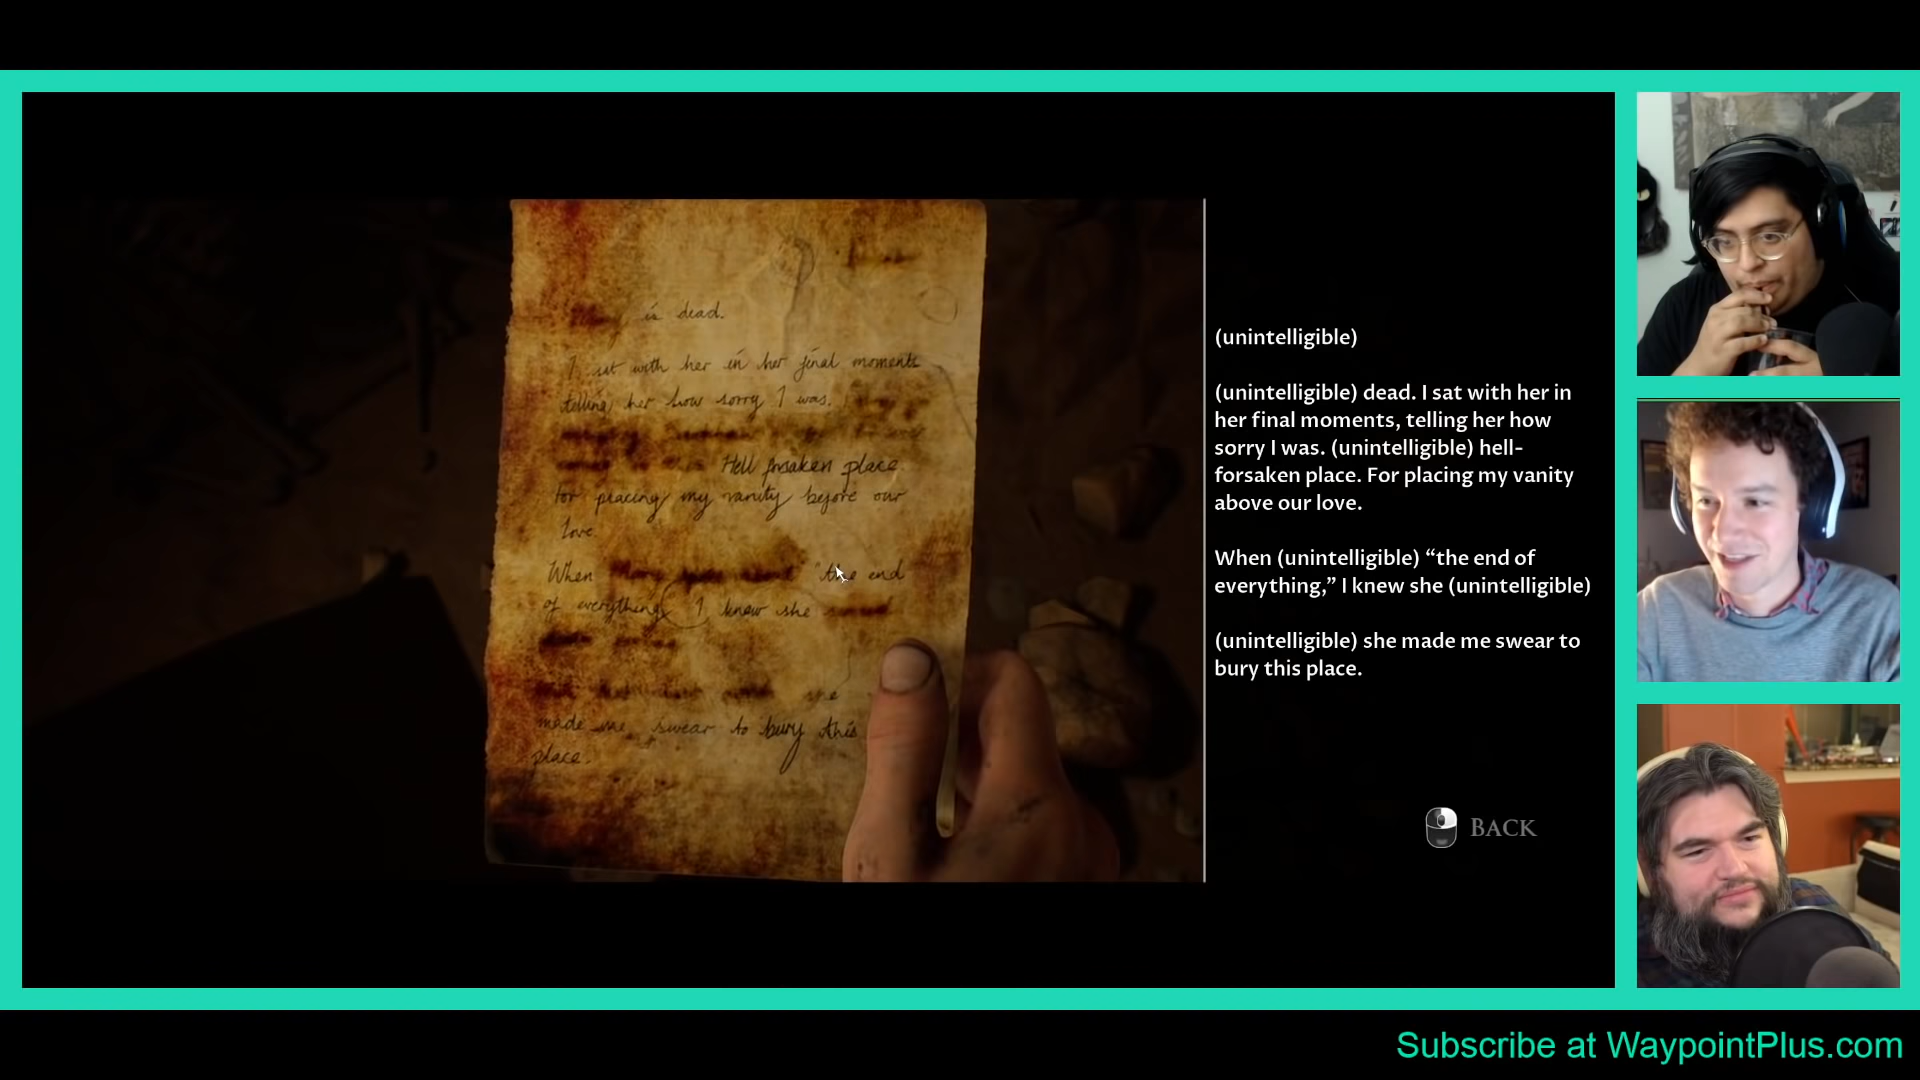 is dead.
I sat with her in her final moments
telling her how sorry I was.
Hell forsaken place
for placing my vanity before our
love
When "the end
of everything, I knew she
she
made me swear to bury this
place.
(unintelligible)
(unintelligible) dead. I sat with her in
her final moments, telling her how
sorry I was. (unintelligible) hell-
forsaken place. For placing my vanity
above our love.
When (unintelligible) “the end of
everything,” I knew she (unintelligible)
(unintelligible) she made me swear to
bury this place.
BACK
Subscribe at WaypointPlus.com